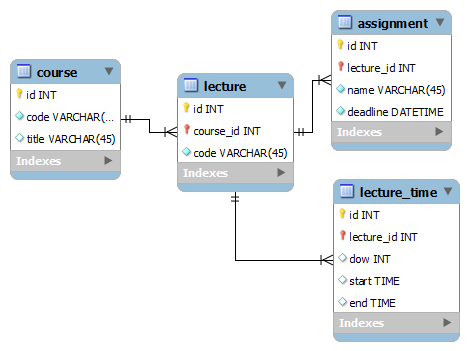 course
id INT
code VARCHAR(...
title VARCHAR(45)
Indexes
lecture
id INT
course_id INT
code VARCHAR(45)
Indexes
assignment
id INT
lecture_id INT
name VARCHAR(45)
deadline DATETIME
Indexes
lecture_time
id INT
lecture_id INT
dow INT
start TIME
end TIME
Indexes